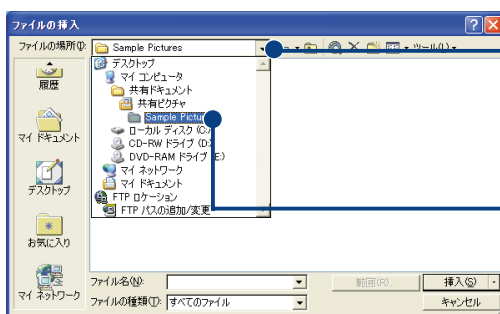 ファイルの挿入
ファイルの場所(I):
Sample Pictures
ツール(L)
デスクトップ
マイ コンピュータ
共有ドキュメント
共有ピクチャ
Sample Pictu
ローカル ディスク (C:)
CD-RW ドライブ (D:
DVD-RAM ドライブ (E:)
マイ ネットワーク
マイ ドキュメント
FTP ロケーション
FTP パスの追加/変更
履歴
マイ ドキュメント
デスクトップ
お気に入り
マイ ネットワーク
ファイル名(N):
範囲(R)...
挿入(S)
ファイルの種類(T):
すべてのファイル
キャンセル